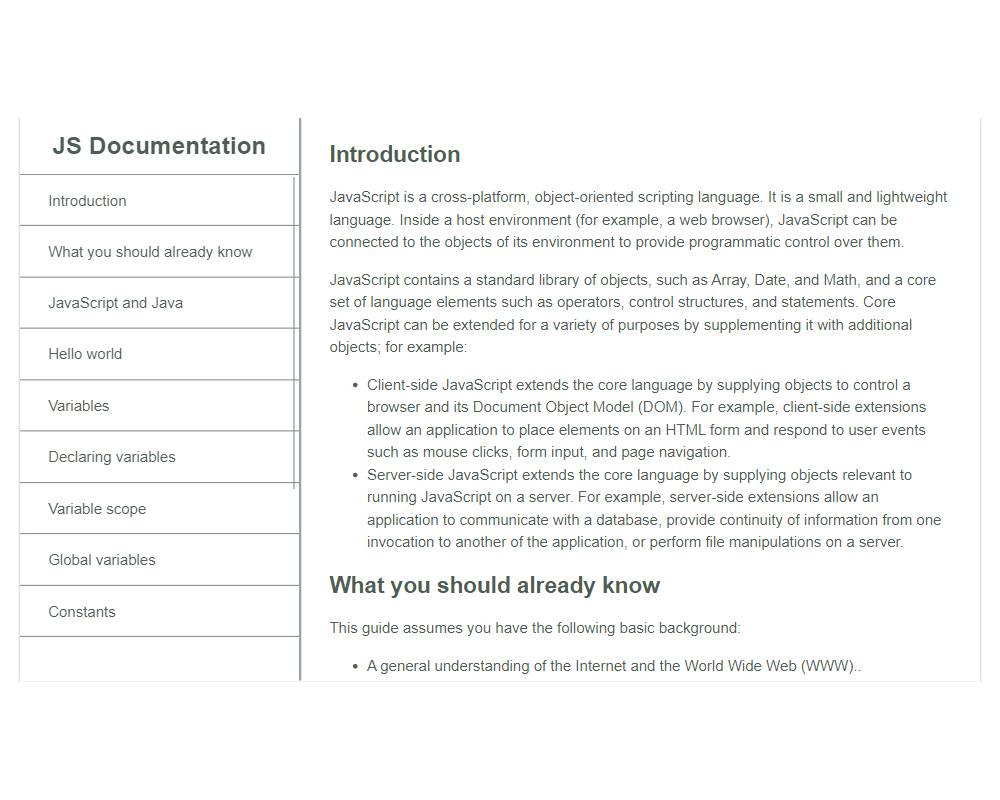 JS Documentation
Introduction
What you should already know
JavaScript and Java
Hello world
Variables
Declaring variables
Variable scope
Global variables
Constants
Introduction
JavaScript is a cross-platform, object-oriented scripting language. It is a small and lightweight
language. Inside a host environment (for example, a web browser), JavaScript can be
connected to the objects of its environment to provide programmatic control over them.
JavaScript contains a standard library of objects, such as Array, Date, and Math, and a core
set of language elements such as operators, control structures, and statements. Core
JavaScript can be extended for a variety of purposes by supplementing it with additional
objects; for example:
• Client-side JavaScript extends the core language by supplying objects to control a
browser and its Document Object Model (DOM). For example, client-side extensions
allow an application to place elements on an HTML form and respond to user events
such as mouse clicks, form input, and page navigation.
• Server-side JavaScript extends the core language by supplying objects relevant to
running JavaScript on a server. For example, server-side extensions allow an
application to communicate with a database, provide continuity of information from one
invocation to another of the application, or perform file manipulations on a server.
What you should already know
This guide assumes you have the following basic background:
• A general understanding of the Internet and the World Wide Web (WWW)..